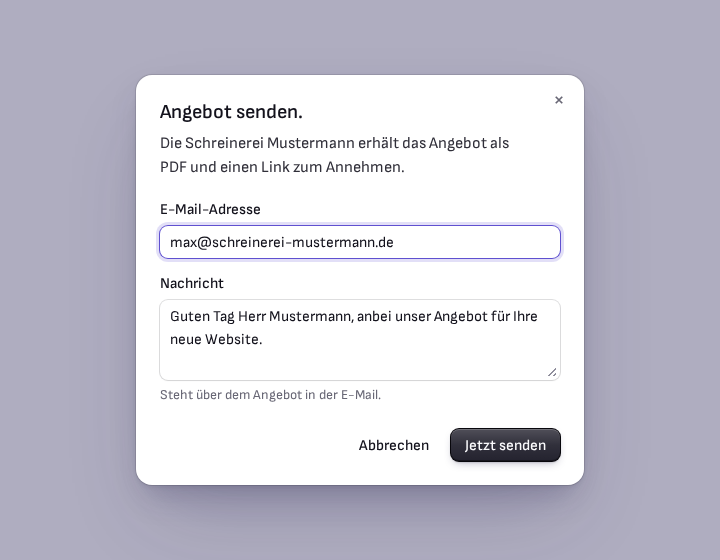 Angebot senden.
×
Die Schreinerei Mustermann erhält das Angebot als
PDF und einen Link zum Annehmen.
E-Mail-Adresse
max@schreinerei-mustermann.de
Nachricht
Guten Tag Herr Mustermann, anbei unser Angebot für Ihre
neue Website.
Steht über dem Angebot in der E-Mail.
Abbrechen
Jetzt senden